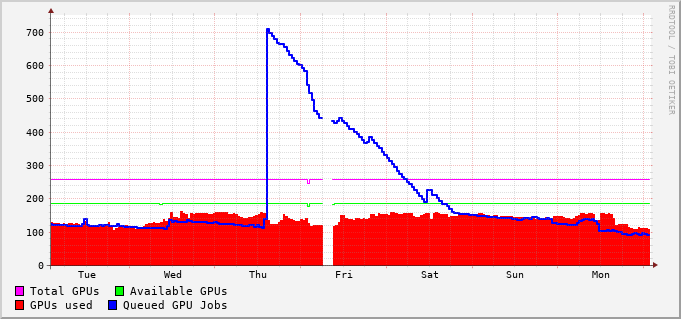 RRDTOOL / TOBI OETIKER
700
600
500
400
300
200
100
0
Tue Wed Thu Fri Sat Sun Mon
Total GPUs Available GPUs
GPUs used Queued GPU Jobs